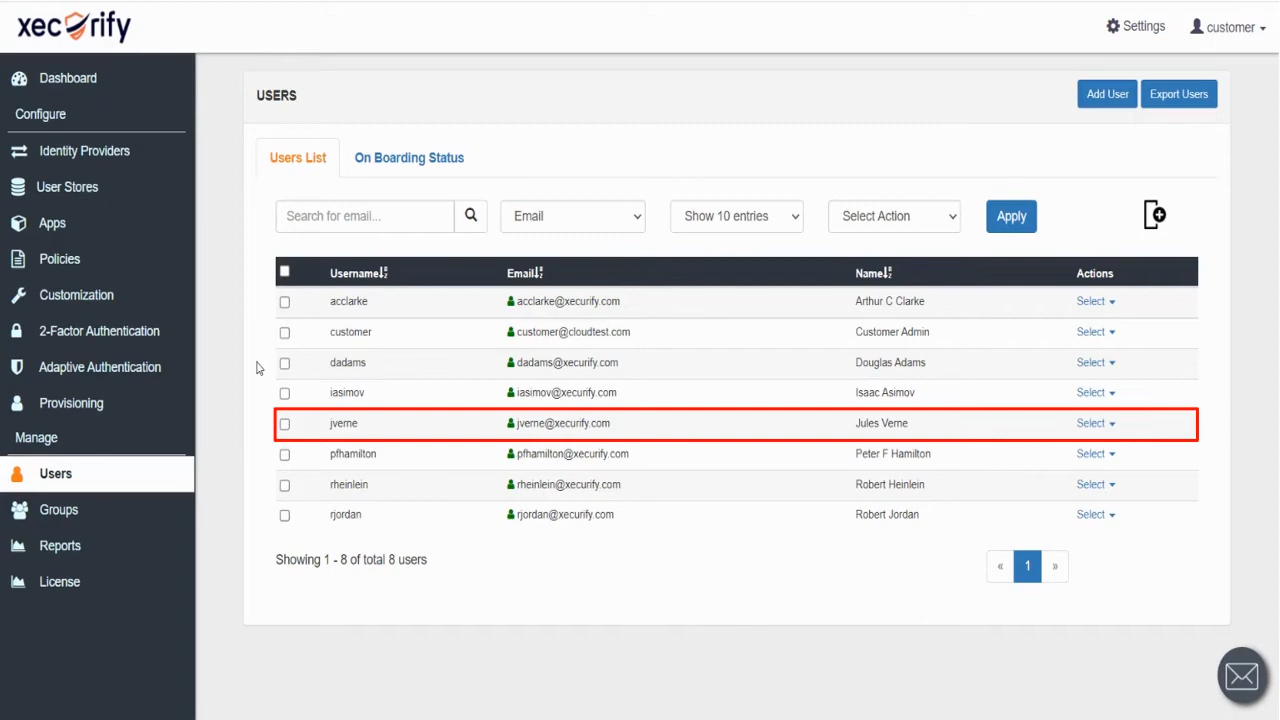 xecurify
Settings
customer
Dashboard
Configure
Identity Providers
User Stores
Apps
Policies
Customization
2-Factor Authentication
Adaptive Authentication
Provisioning
Manage
Users
Groups
Reports
License
USERS
Add User
Export Users
Users List
On Boarding Status
Search for email...
Email
Show 10 entries
Select Action
Apply
Username Email Name Actions
acclarke acclarke@xecurify.com Arthur C Clarke Select
customer customer@cloudtest.com Customer Admin Select
dadams dadams@xecurify.com Douglas Adams Select
iasimov iasimov@xecurify.com Isaac Asimov Select
jverne jverne@xecurify.com Jules Verne Select
pfhamilton pfhamilton@xecurify.com Peter F Hamilton Select
rheinlein rheinlein@xecurify.com Robert Heinlein Select
rjordan rjordan@xecurify.com Robert Jordan Select
Showing 1 - 8 of total 8 users
« 1 »